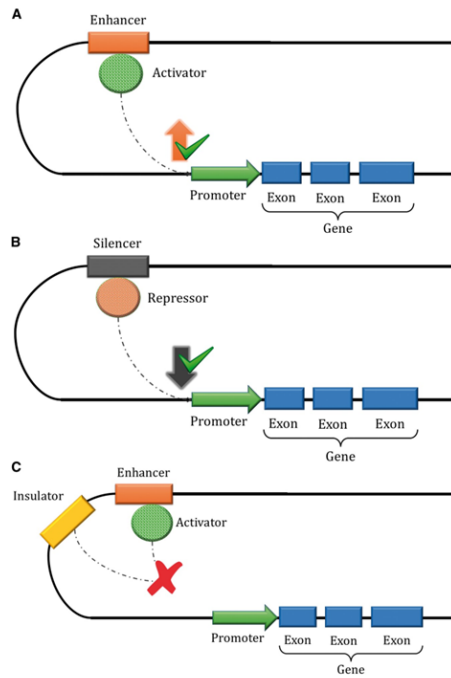 A
Enhancer
Activator
Promoter
Exon Exon Exon
Gene
B
Silencer
Repressor
Promoter
Exon Exon Exon
Gene
C
Enhancer
Insulator
Activator
Promoter
Exon Exon Exon
Gene